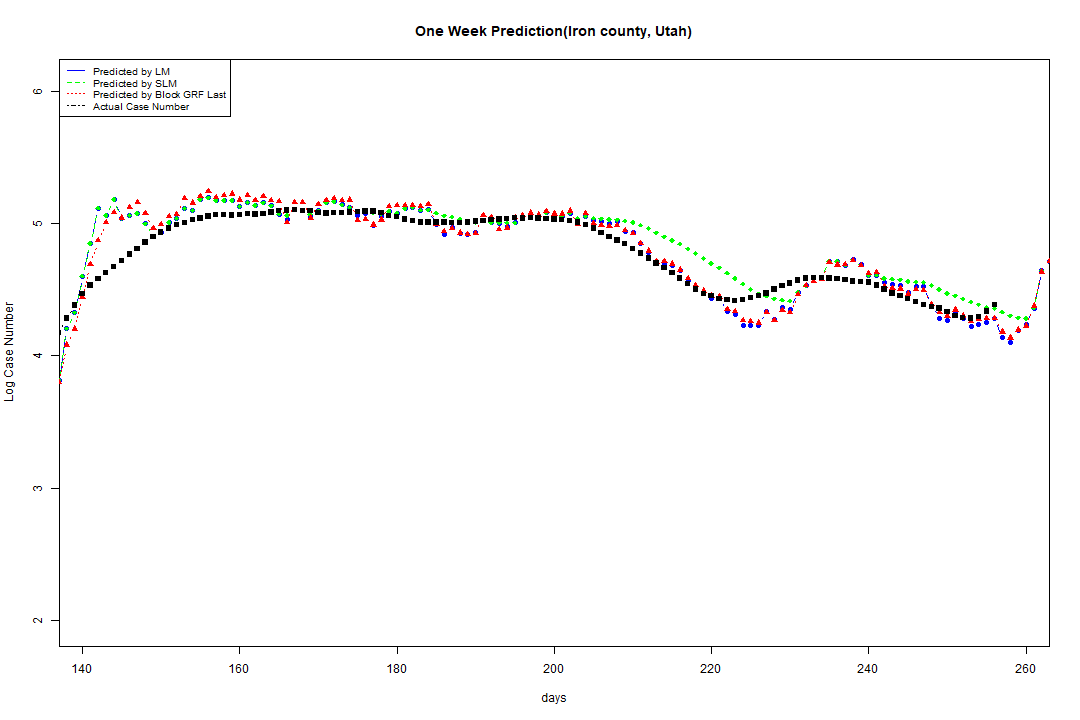 One Week Prediction(Iron county, Utah)
Predicted by LM
Predicted by SLM
Predicted by Block GRF Last
Actual Case Number
Log Case Number
6
5
4
3
2
140 160 180 200 220 240 260
days